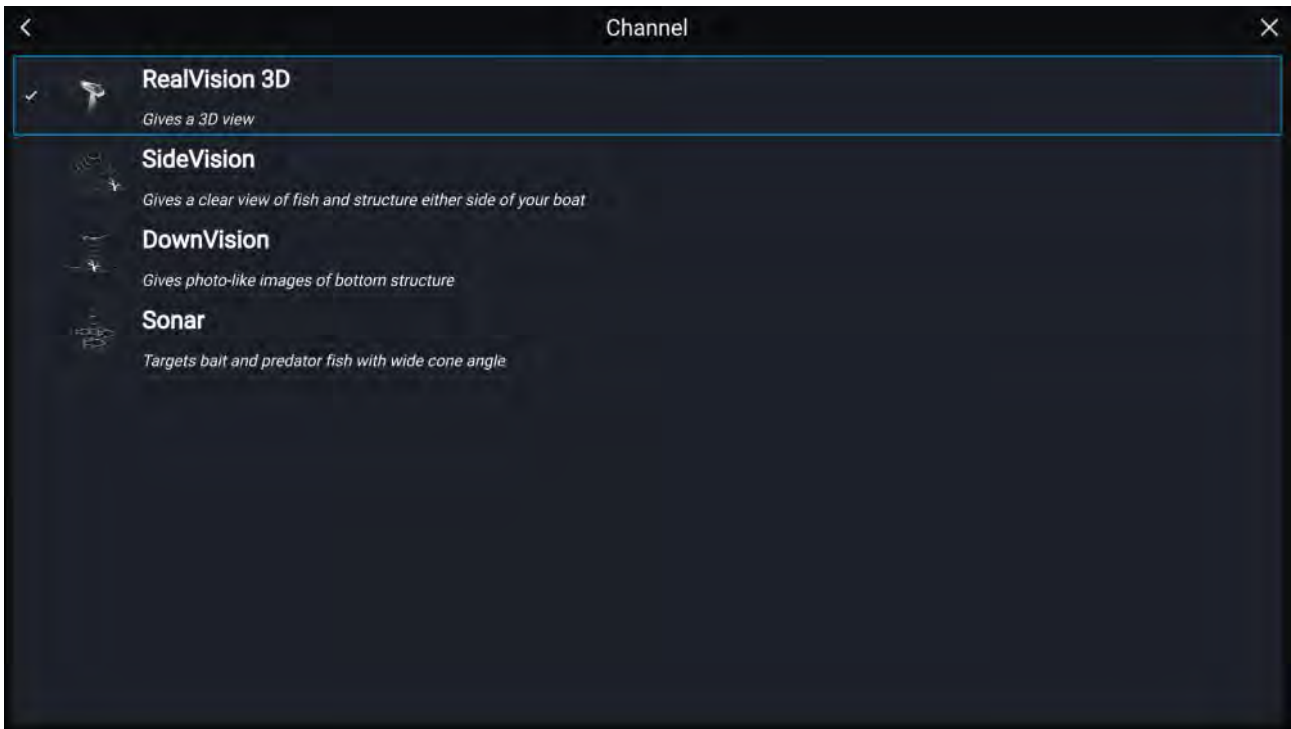 Channel
RealVision 3D
Gives a 3D view
SideVision
Gives a clear view of fish and structure either side of your boat
DownVision
Gives photo-like images of bottom structure
Sonar
Targets bait and predator fish with wide cone angle